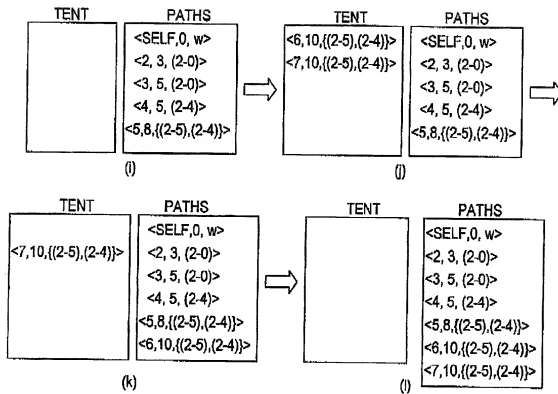 TENT
PATHS
<SELF,0, w>
<2, 3, (2-0)>
<3, 5, (2-0)>
<4, 5, (2-4)>
<5,8,{(2-5),(2-4)}>
(i)
TENT
<6,10,{(2-5),(2-4)}>
<7,10,{(2-5),(2-4)}>
PATHS
<SELF,0, w>
<2, 3, (2-0)>
<3, 5, (2-0)>
<4, 5, (2-4)>
<5,8,{(2-5),(2-4)}>
(j)
TENT
<7,10,{(2-5),(2-4)}>
PATHS
<SELF,0, w>
<2, 3, (2-0)>
<3, 5, (2-0)>
<4, 5, (2-4)>
<5,8,{(2-5),(2-4)}>
<6,10,{(2-5),(2-4)}>
(k)
TENT
PATHS
<SELF,0, w>
<2, 3, (2-0)>
<3, 5, (2-0)>
<4, 5, (2-4)>
<5,8,{(2-5),(2-4)}>
<6,10,{(2-5),(2-4)}>
<7,10,{(2-5),(2-4)}>
(l)